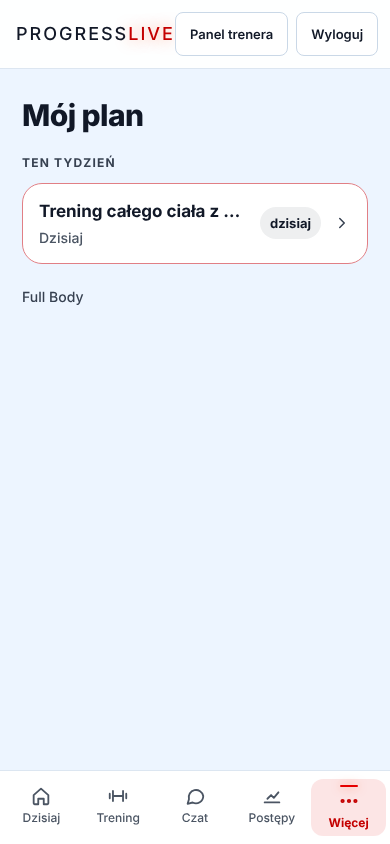 PROGRESSLIVE
Panel trenera
Wyloguj
Mój plan
TEN TYDZIEŃ
Trening całego ciała z ...
Dzisiaj
dzisiaj
Full Body
Dzisiaj
Trening
Czat
Postępy
Więcej